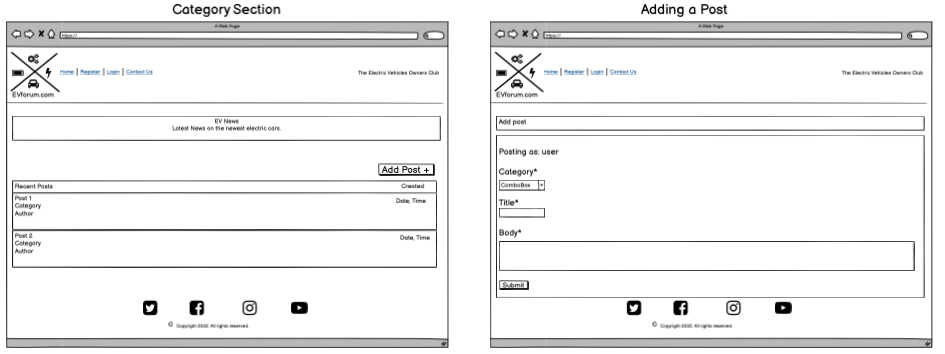 Category Section
A Web Page
https://
Home | Register | Login | Contact Us
The Electric Vehicles Owners Club
EVforum.com
EV News
Latest News on the newest electric cars.
Add Post +
Recent Posts Created
Post 1 Date, Time
Category
Author
Post 2 Date, Time
Category
Author
© Copyright 2022. All rights reserved.
Adding a Post
A Web Page
https://
Home | Register | Login | Contact Us
The Electric Vehicles Owners Club
EVforum.com
Add post
Posting as: user
Category*
ComboBox
Title*
Body*
Submit
© Copyright 2022. All rights reserved.